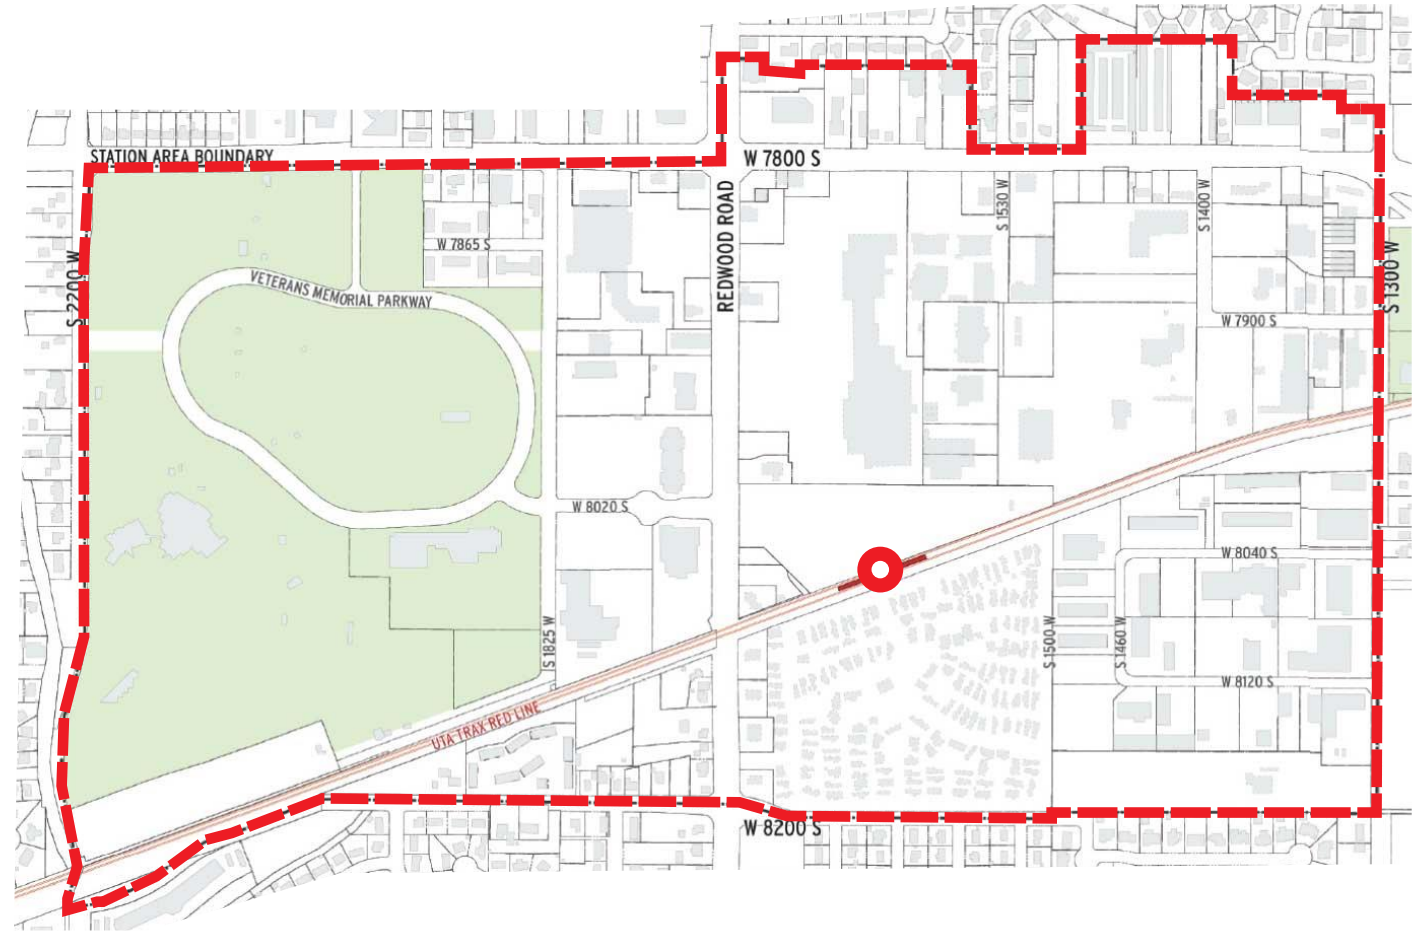 STATION AREA BOUNDARY
W 7800 S
REDWOOD ROAD
S 1530 W
S 1400 W
W 7865 S
S 2200 W
VETERANS MEMORIAL PARKWAY
S 1300 W
W 7900 S
W 8020 S
W 8040 S
S 1825 W
S 1500 W
S 1460 W
W 8120 S
UTA TRAX RED LINE
W 8200 S